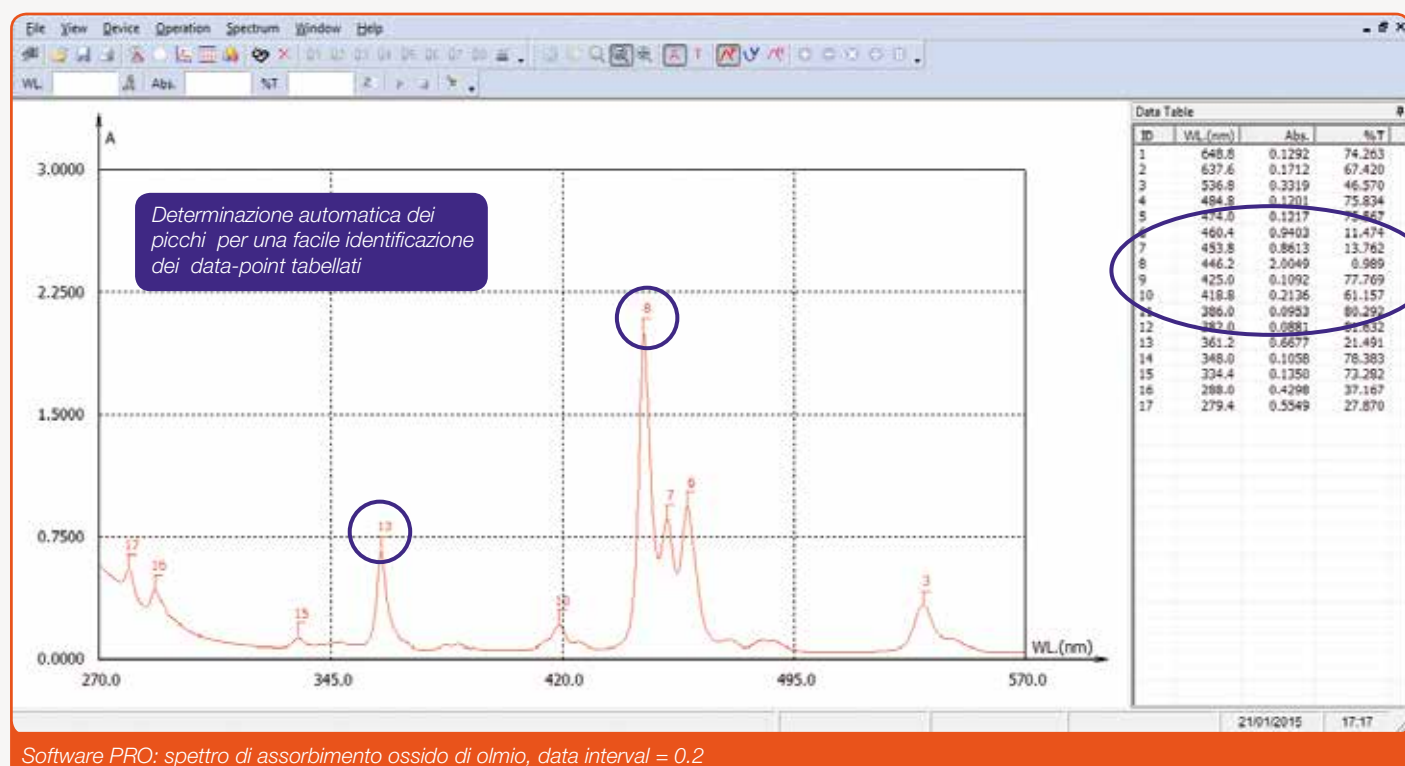 File View Device Operation Spectrum Window Help
WL. Abs. %T
A
3.0000
2.2500
1.5000
0.7500
0.0000
270.0 345.0 420.0 495.0 570.0
WL.(nm)
Determinazione automatica dei
picchi per una facile identificazione
dei data-point tabellati
17
16
15
13
10
8
7
6
3
Data Table
ID WL.(nm) Abs. %T
1 648.8 0.1292 74.263
2 637.6 0.1712 67.420
3 536.8 0.3319 46.570
4 484.8 0.1201 75.834
5 474.0 0.1217
6 460.4 0.9403 11.474
7 453.8 0.8613 13.762
8 446.2 2.0049 0.989
9 425.0 0.1092 77.769
10 418.8 0.2136 61.157
11 386.0 0.0953 80.292
12 382.0 0.0881
13 361.2 0.6677 21.491
14 348.0 0.1058 78.383
15 334.4 0.1350 73.282
16 288.0 0.4298 37.167
17 279.4 0.5549 27.870
21/01/2015 17:17
Software PRO: spettro di assorbimento ossido di olmio, data interval = 0.2